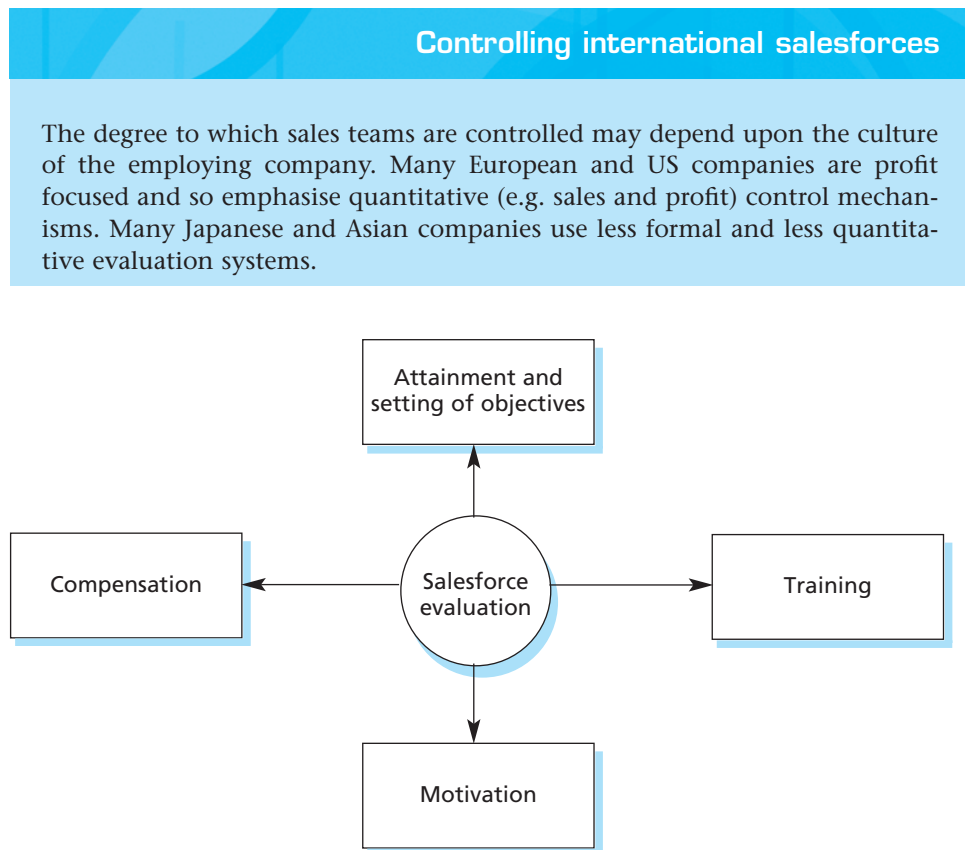 Controlling international salesforces
The degree to which sales teams are controlled may depend upon the culture
of the employing company. Many European and US companies are profit
focused and so emphasise quantitative (e.g. sales and profit) control mechan-
isms. Many Japanese and Asian companies use less formal and less quantita-
tive evaluation systems.
Attainment and
setting of objectives
Compensation
Salesforce
evaluation
Training
Motivation